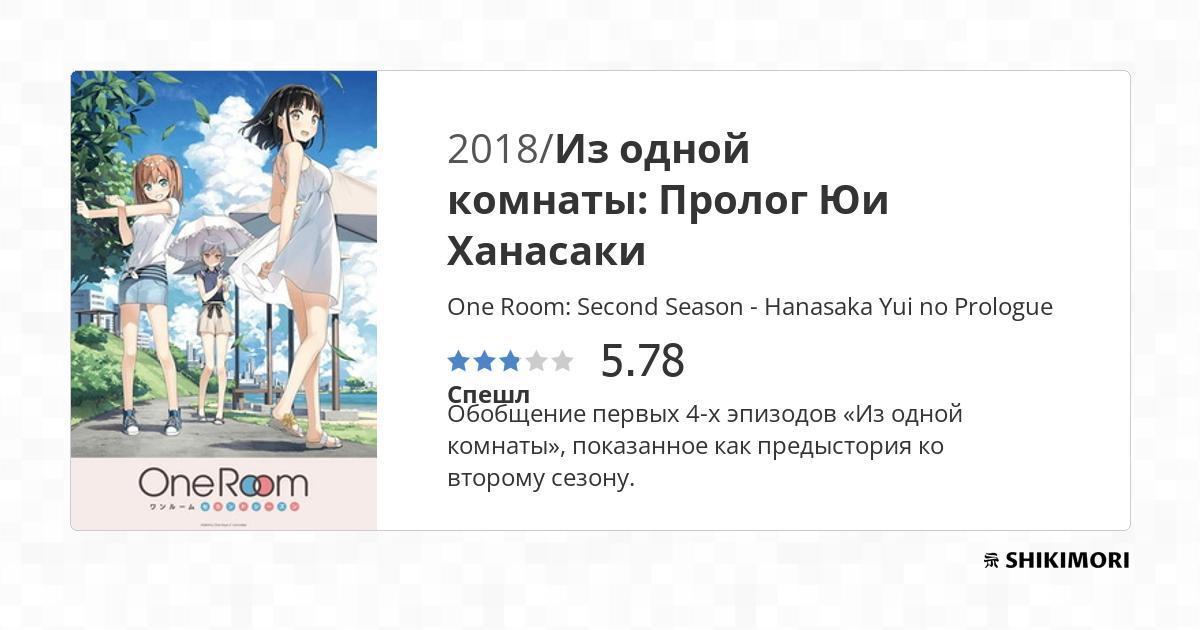 2018/Из одной
комнаты: Пролог Юи
Ханасаки
One Room: Second Season - Hanasaka Yui no Prologue
5.78
Спешл
Обобщение первых 4-х эпизодов «Из одной
комнаты», показанное как предыстория ко
второму сезону.
One Room
ワンルーム セカンドシーズン
SHIKIMORI